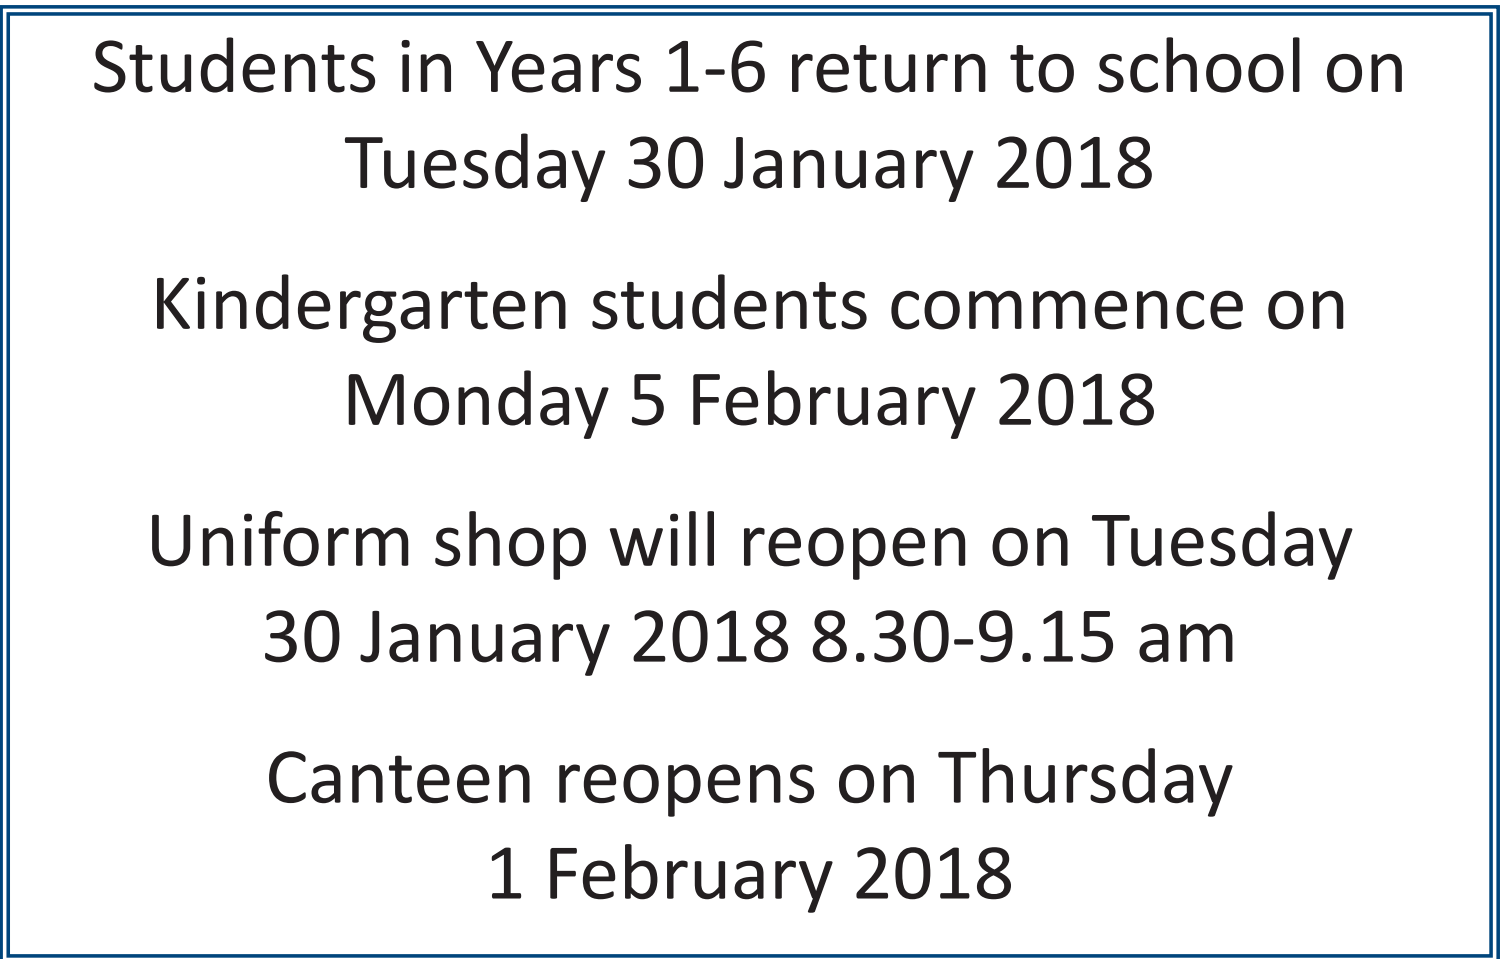 Students in Years 1-6 return to school on
Tuesday 30 January 2018
Kindergarten students commence on
Monday 5 February 2018
Uniform shop will reopen on Tuesday
30 January 2018 8.30-9.15 am
Canteen reopens on Thursday
1 February 2018